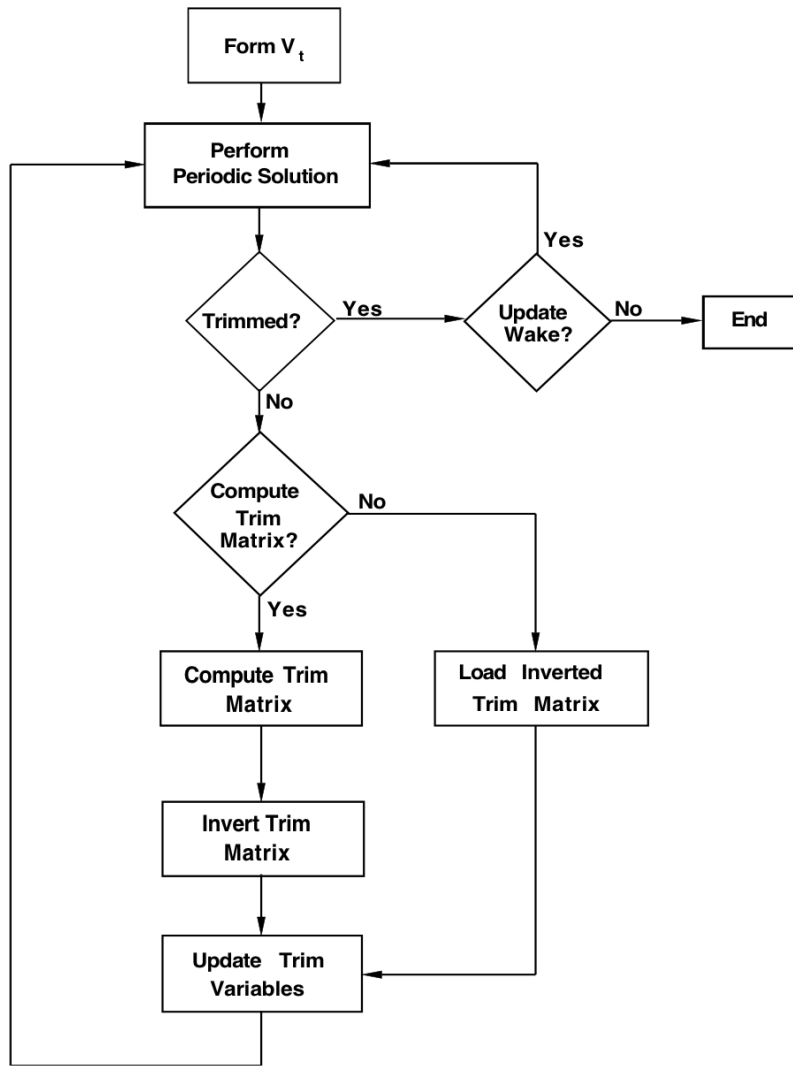 Form Vt
Perform
Periodic Solution
Yes
Trimmed?
Yes
Update
Wake?
No
End
No
Compute
Trim
Matrix?
No
Yes
Compute Trim
Matrix
Load Inverted
Trim Matrix
Invert Trim
Matrix
Update Trim
Variables